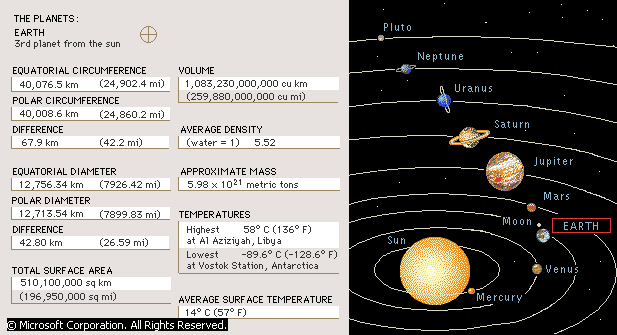 THE PLANETS:
EARTH
3rd planet from the sun
EQUATORIAL CIRCUMFERENCE
40,076.5 km (24,902.4 mi)
POLAR CIRCUMFERENCE
40,008.6 km (24,860.2 mi)
DIFFERENCE
67.9 km (42.2 mi)
EQUATORIAL DIAMETER
12,756.34 km (7926.42 mi)
POLAR DIAMETER
12,713.54 km (7899.83 mi)
DIFFERENCE
42.80 km (26.59 mi)
TOTAL SURFACE AREA
510,100,000 sq km
(196,950,000 sq mi)
VOLUME
1,083,230,000,000 cu km
(259,880,000,000 cu mi)
AVERAGE DENSITY
(water = 1) 5.52
APPROXIMATE MASS
5.98 x 10²¹ metric tons
TEMPERATURES
Highest 58° C (136° F)
at Al Aziziyah, Libya
Lowest -89.6° C (-128.6° F)
at Vostok Station, Antarctica
AVERAGE SURFACE TEMPERATURE
14° C (57° F)
© Microsoft Corporation. All Rights Reserved.
Pluto
Neptune
Uranus
Saturn
Jupiter
Mars
Moon
EARTH
Sun
Venus
Mercury